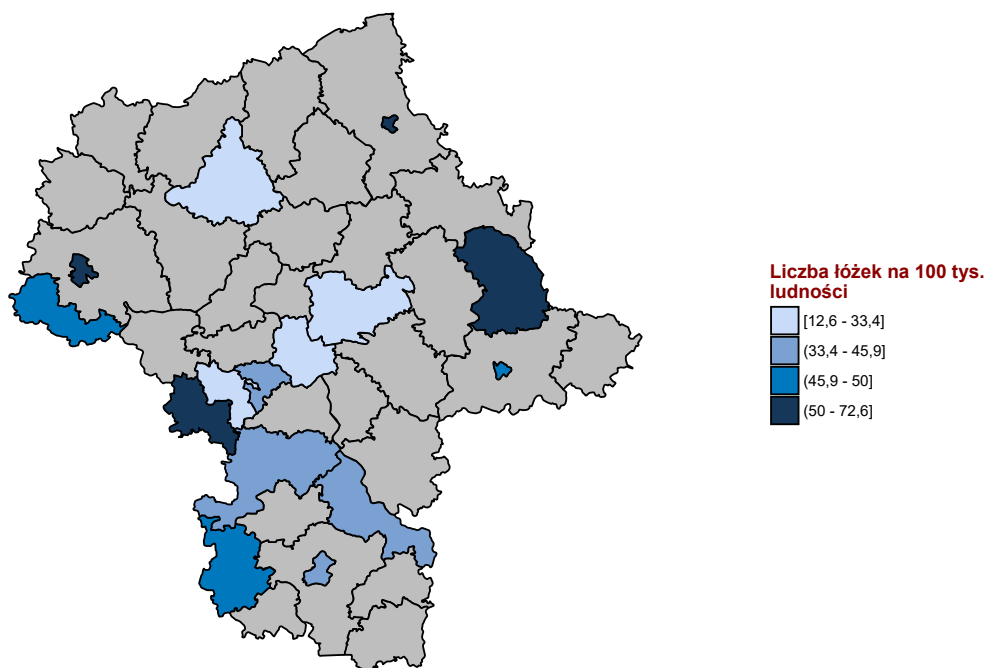 Liczba łóżek na 100 tys.
ludności
[12,6 - 33,4]
(33,4 - 45,9]
(45,9 - 50]
(50 - 72,6]